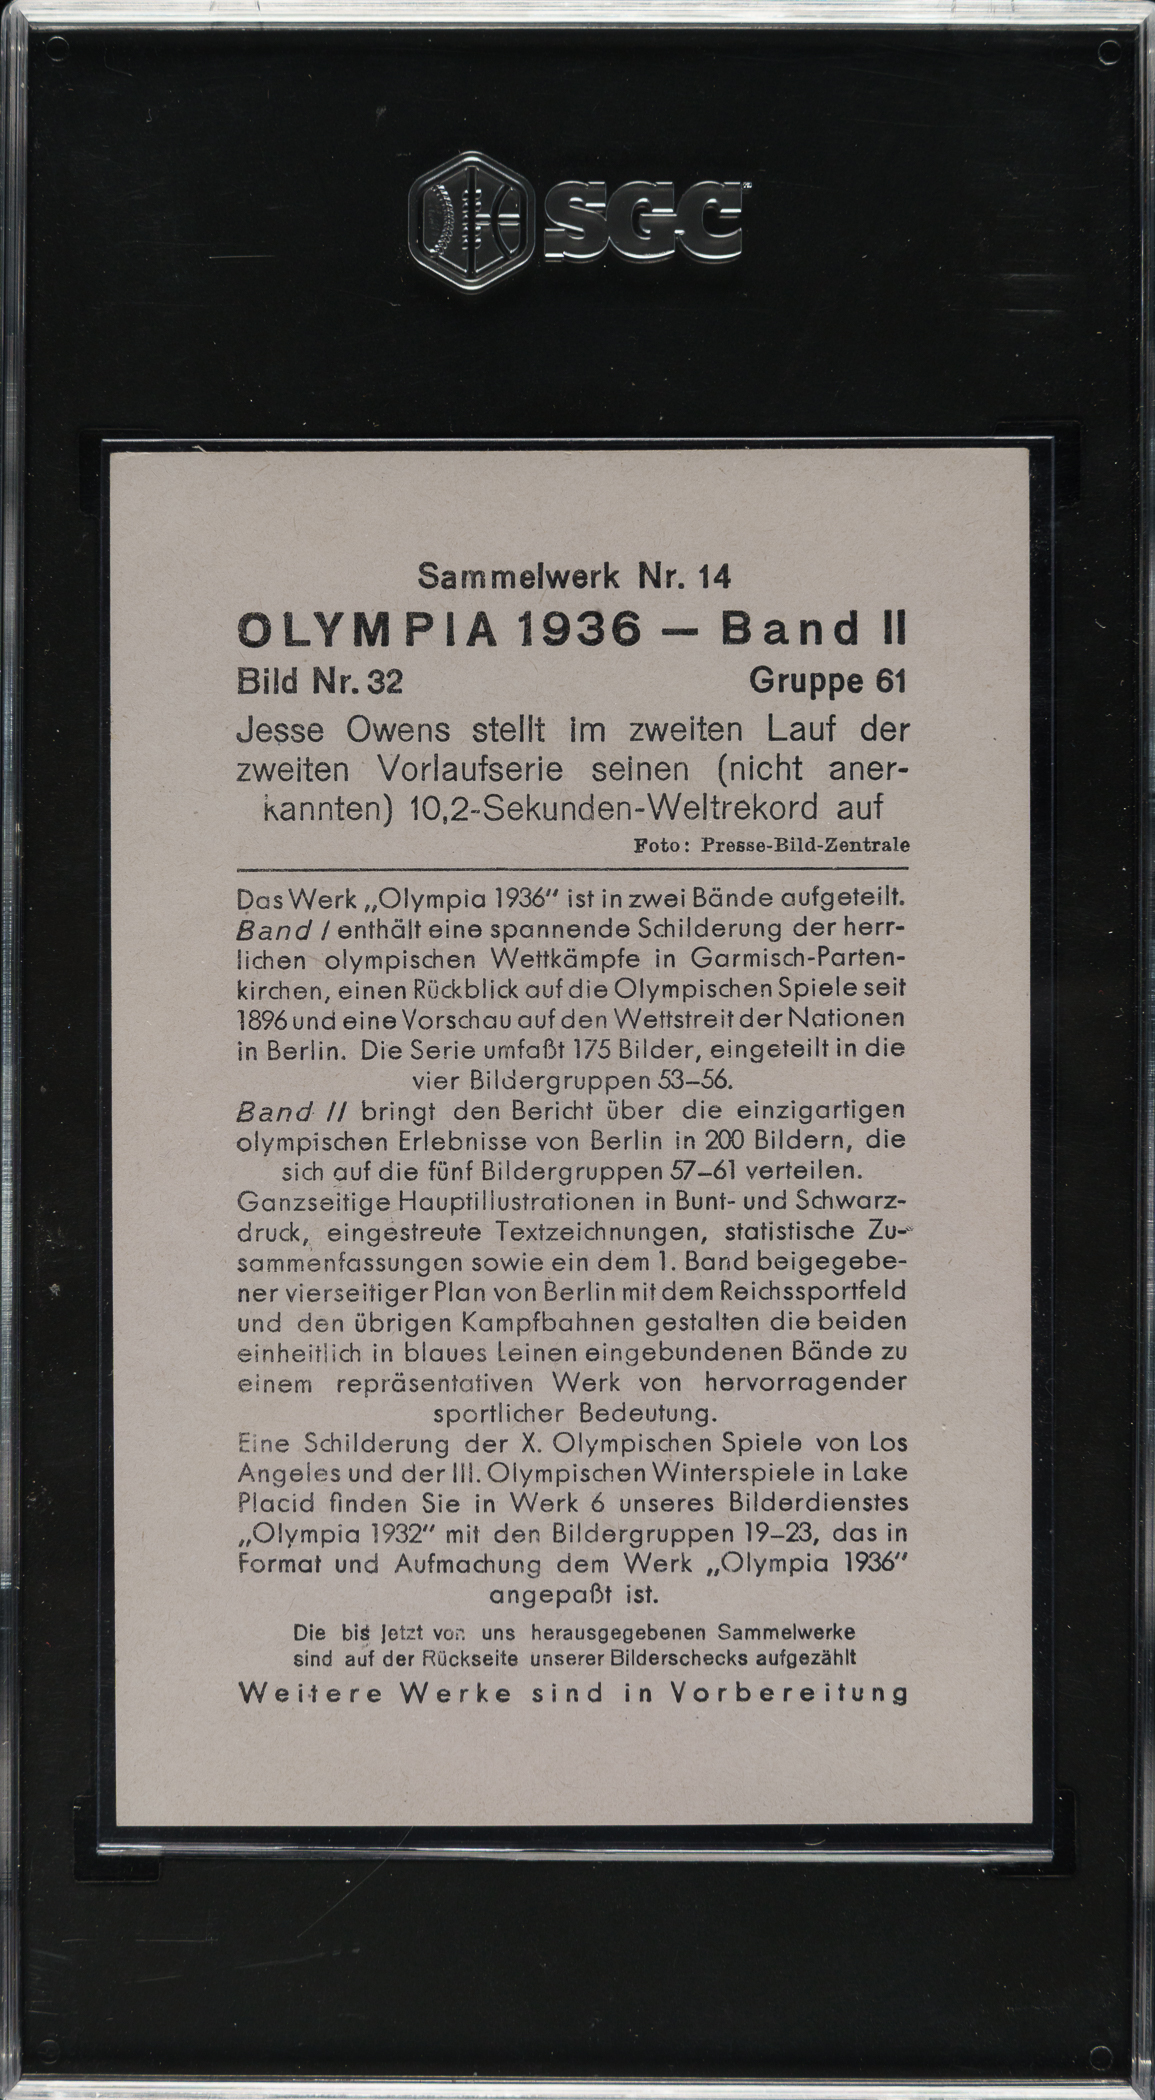 SGC
Sammelwerk Nr. 14
OLYMPIA 1936 — Band II
Bild Nr. 32 Gruppe 61
Jesse Owens stellt im zweiten Lauf der
zweiten Vorlaufserie seinen (nicht aner-
kannten) 10,2-Sekunden-Weltrekord auf
Foto: Presse-Bild-Zentrale
Das Werk „Olympia 1936“ ist in zwei Bände aufgeteilt.
Band I enthält eine spannende Schilderung der herr-
lichen olympischen Wettkämpfe in Garmisch-Parten-
kirchen, einen Rückblick auf die Olympischen Spiele seit
1896 und eine Vorschau auf den Wettstreit der Nationen
in Berlin. Die Serie umfaßt 175 Bilder, eingeteilt in die
vier Bildergruppen 53–56.
Band II bringt den Bericht über die einzigartigen
olympischen Erlebnisse von Berlin in 200 Bildern, die
sich auf die fünf Bildergruppen 57–61 verteilen.
Ganzseitige Hauptillustrationen in Bunt- und Schwarz-
druck, eingestreute Textzeichnungen, statistische Zu-
sammenfassungen sowie ein dem 1. Band beigegebe-
ner vierseitiger Plan von Berlin mit dem Reichssportfeld
und den übrigen Kampfbahnen gestalten die beiden
einheitlich in blaues Leinen eingebundenen Bände zu
einem repräsentativen Werk von hervorragender
sportlicher Bedeutung.
Eine Schilderung der X. Olympischen Spiele von Los
Angeles und der III. Olympischen Winterspiele in Lake
Placid finden Sie in Werk 6 unseres Bilderdienstes
„Olympia 1932“ mit den Bildergruppen 19–23, das in
Format und Aufmachung dem Werk „Olympia 1936“
angepaßt ist.
Die bis jetzt von uns herausgegebenen Sammelwerke
sind auf der Rückseite unserer Bilderschecks aufgezählt
Weitere Werke sind in Vorbereitung